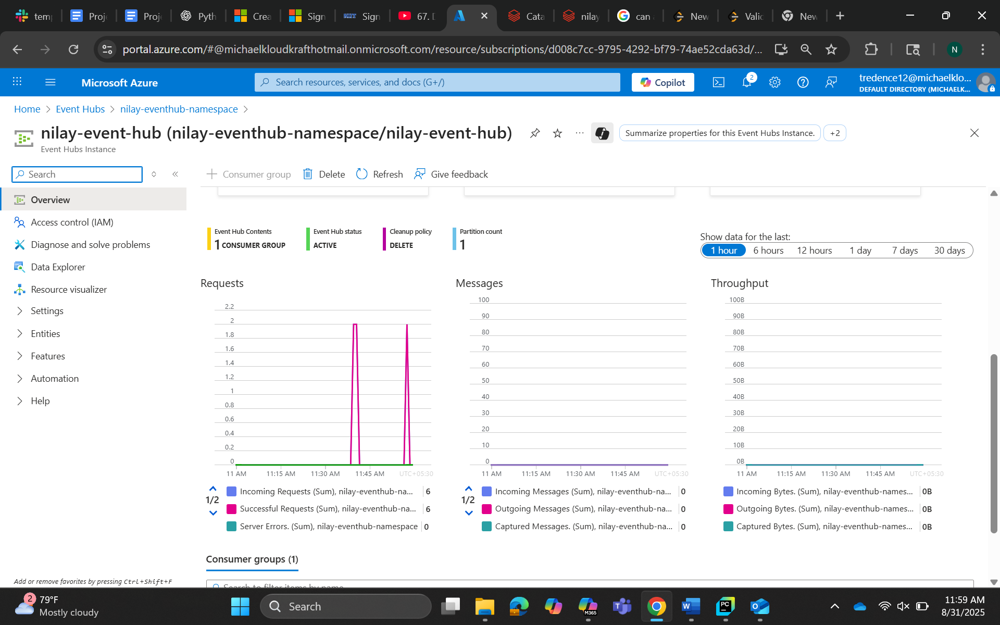 temp
Proje
Proje
Pyth
Crea
Sign
NIIT Sign
67. D
Cata
nilay
can
New
Valid
New
portal.azure.com/#@michaelkloudkrafthotmail.onmicrosoft.com/resource/subscriptions/d008c7cc-9795-4292-bf79-74ae52cda63d/...
N
Microsoft Azure
Search resources, services, and docs (G+/)
Copilot
2
tredence12@michaelklo...
DEFAULT DIRECTORY (MICHAELK...
Home > Event Hubs > nilay-eventhub-namespace >
nilay-event-hub (nilay-eventhub-namespace/nilay-event-hub)
Event Hubs Instance
Summarize properties for this Event Hubs Instance.
+2
Search
Consumer group
Delete
Refresh
Give feedback
Overview
Access control (IAM)
Diagnose and solve problems
Data Explorer
Resource visualizer
Settings
Entities
Features
Automation
Help
Add or remove favorites by pressing Ctrl+Shift+F
Event Hub Contents
1 CONSUMER GROUP
Event Hub status
ACTIVE
Cleanup policy
DELETE
Partition count
1
Show data for the last:
1 hour 6 hours 12 hours 1 day 7 days 30 days
Requests
2.2
2
1.8
1.6
1.4
1.2
1
0.8
0.6
0.4
0.2
0
11 AM 11:15 AM 11:30 AM 11:45 AM UTC+05:30
1/2
Incoming Requests (Sum), nilay-eventhub-na... 6
Successful Requests (Sum), nilay-eventhub-na... 6
Server Errors. (Sum), nilay-eventhub-namespace 0
Messages
100
90
80
70
60
50
40
30
20
10
0
11 AM 11:15 AM 11:30 AM 11:45 AM UTC+05:30
1/2
Incoming Messages (Sum), nilay-eventhub-na... 0
Outgoing Messages (Sum), nilay-eventhub-na... 0
Captured Messages. (Sum), nilay-eventhub-na... 0
Throughput
100B
90B
80B
70B
60B
50B
40B
30B
20B
10B
0B
11 AM 11:15 AM 11:30 AM 11:45 AM UTC+05:30
Incoming Bytes. (Sum), nilay-eventhub-names... 0B
Outgoing Bytes. (Sum), nilay-eventhub-names... 0B
Captured Bytes. (Sum), nilay-eventhub-names... 0B
Consumer groups (1)
Search to filter items by name
2
79°F
Mostly cloudy
Search
M365
PC
11:59 AM
8/31/2025